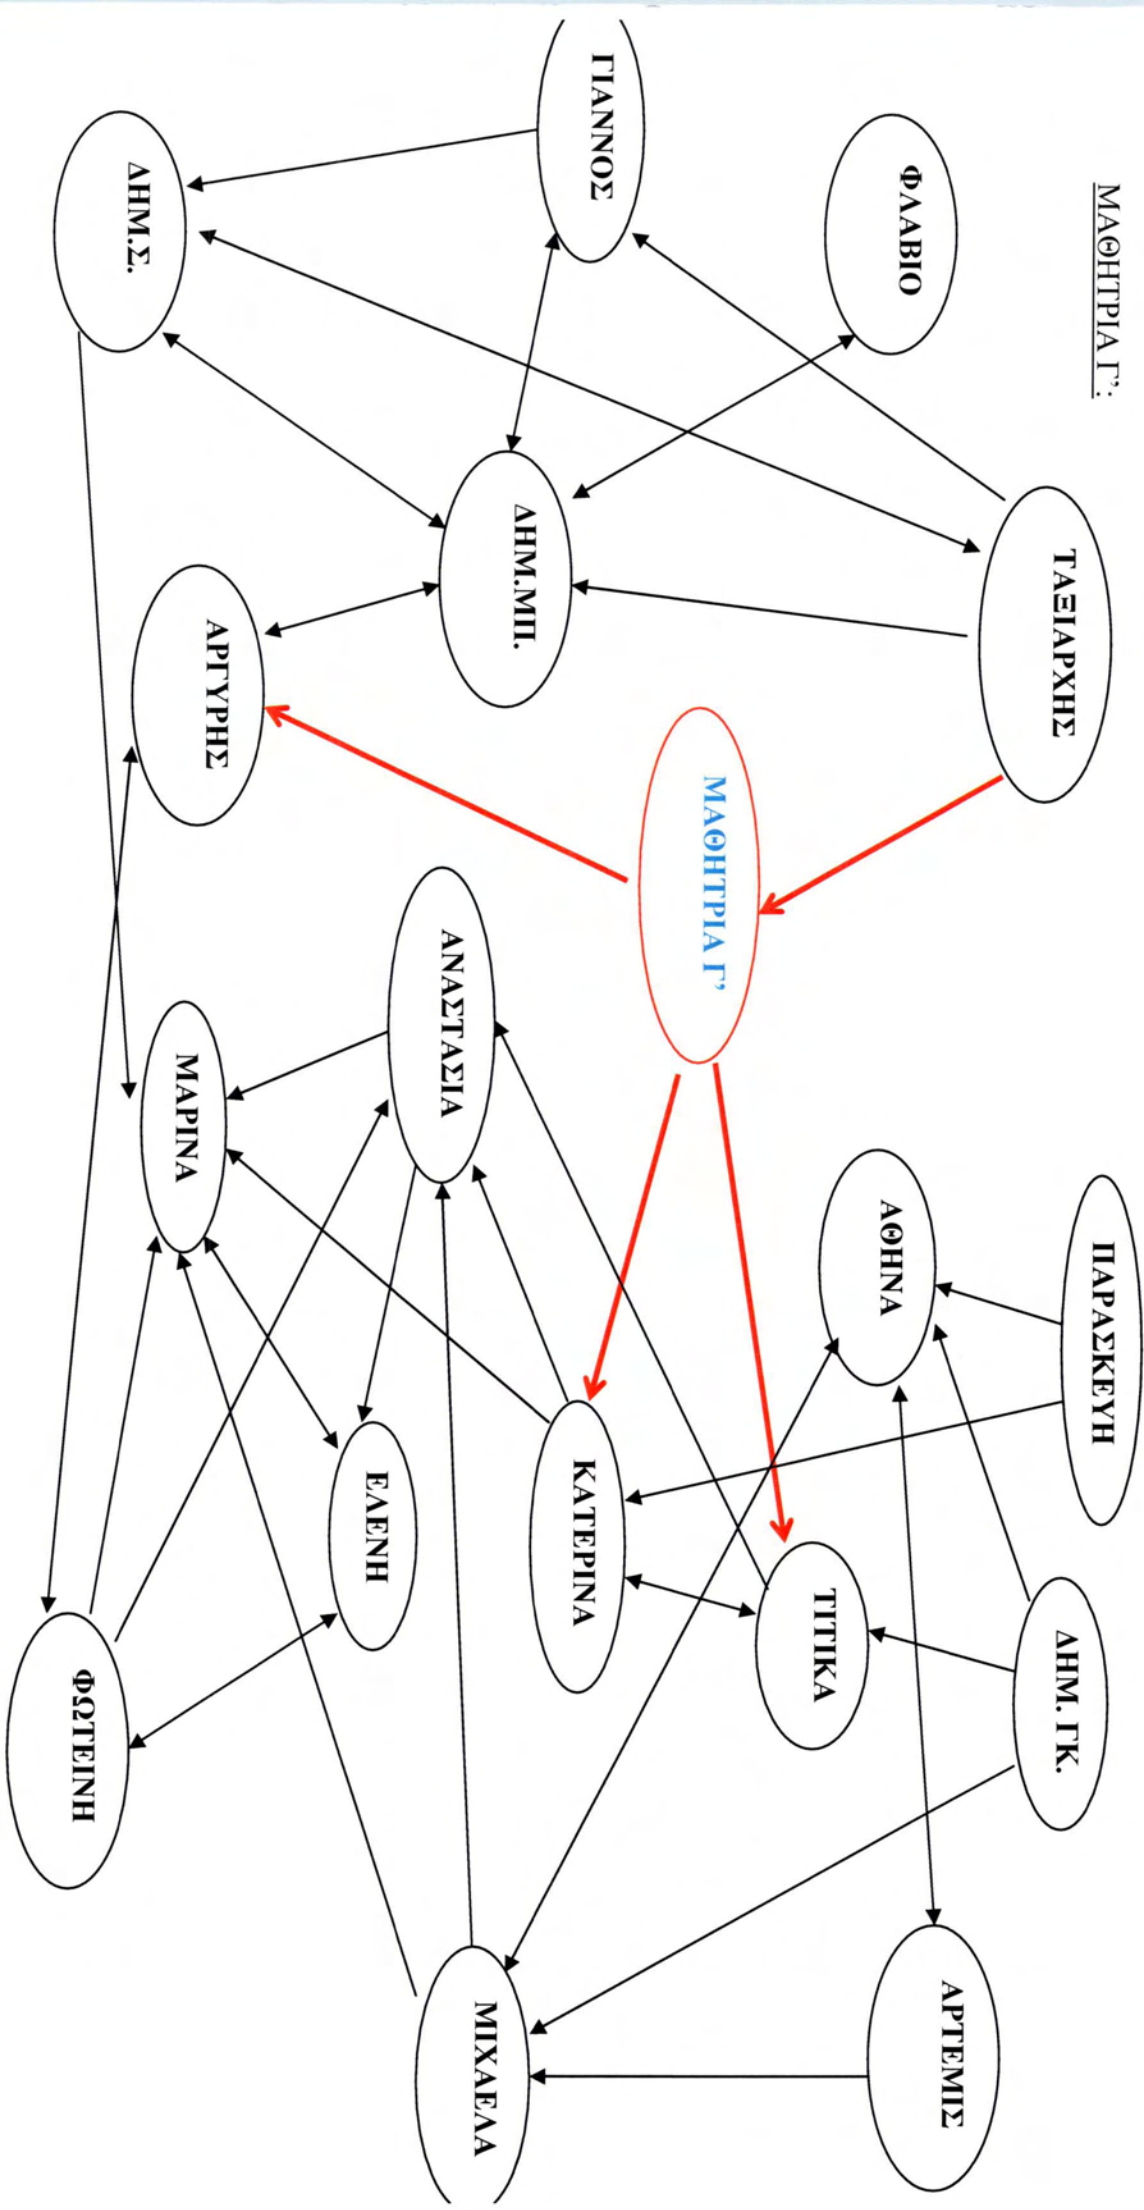 ΜΑΘΗΤΡΙΑ Γ':
ΤΑΞΙΑΡΧΗΣ
ΠΑΡΑΣΚΕΥΗ
ΔΗΜ. ΓΚ.
ΦΛΑΒΙΟ
ΑΘΗΝΑ
ΑΡΤΕΜΙΣ
ΤΙΤΙΚΑ
ΜΑΘΗΤΡΙΑ Γ'
ΓΙΑΝΝΟΣ
ΚΑΤΕΡΙΝΑ
ΔΗΜ.ΜΠ.
ΑΝΑΣΤΑΣΙΑ
ΜΙΧΑΕΛΑ
ΕΛΕΝΗ
ΑΡΓΥΡΗΣ
ΜΑΡΙΝΑ
ΔΗΜ.Σ.
ΦΩΤΕΙΝΗ